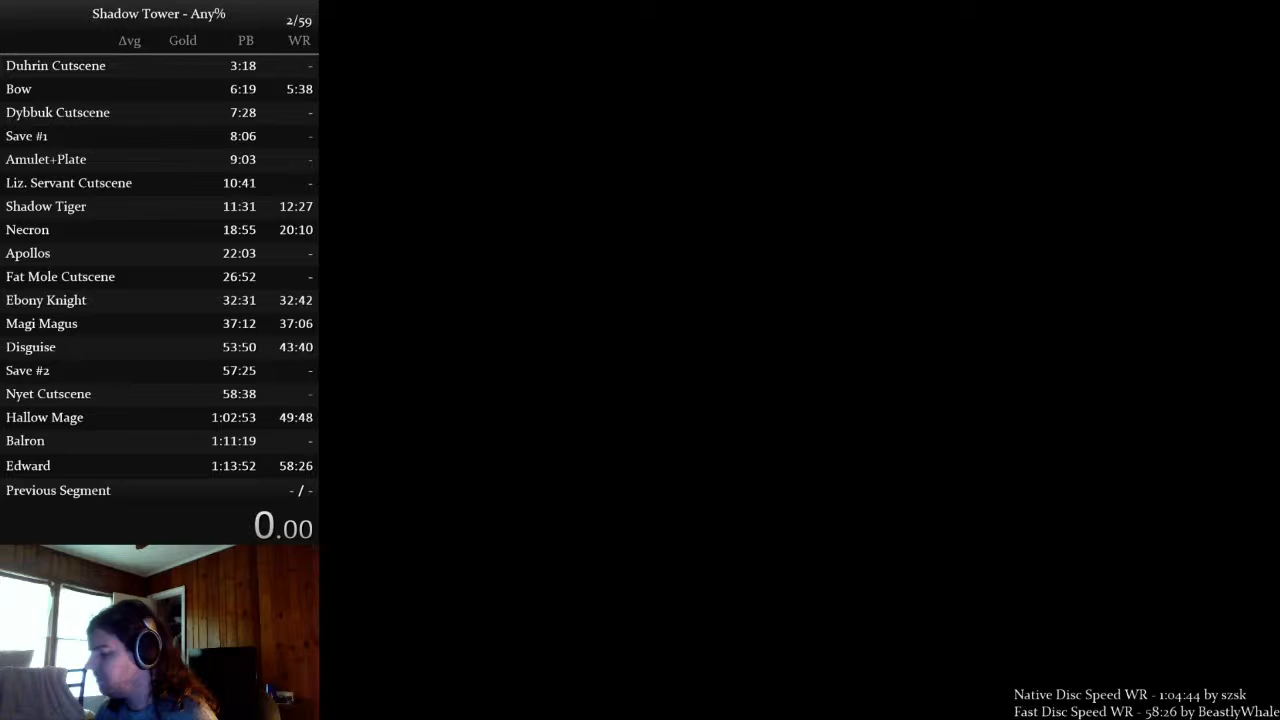 Shadow Tower - Any%
2/59
Δvg Gold PB WR
Duhrin Cutscene 3:18 -
Bow 6:19 5:38
Dybbuk Cutscene 7:28 -
Save #1 8:06 -
Amulet+Plate 9:03 -
Liz. Servant Cutscene 10:41 -
Shadow Tiger 11:31 12:27
Necron 18:55 20:10
Apollos 22:03 -
Fat Mole Cutscene 26:52 -
Ebony Knight 32:31 32:42
Magi Magus 37:12 37:06
Disguise 53:50 43:40
Save #2 57:25 -
Nyet Cutscene 58:38 -
Hallow Mage 1:02:53 49:48
Balron 1:11:19 -
Edward 1:13:52 58:26
Previous Segment - / -
0.00
Native Disc Speed WR - 1:04:44 by szsk
Fast Disc Speed WR - 58:26 by BeastlyWhale